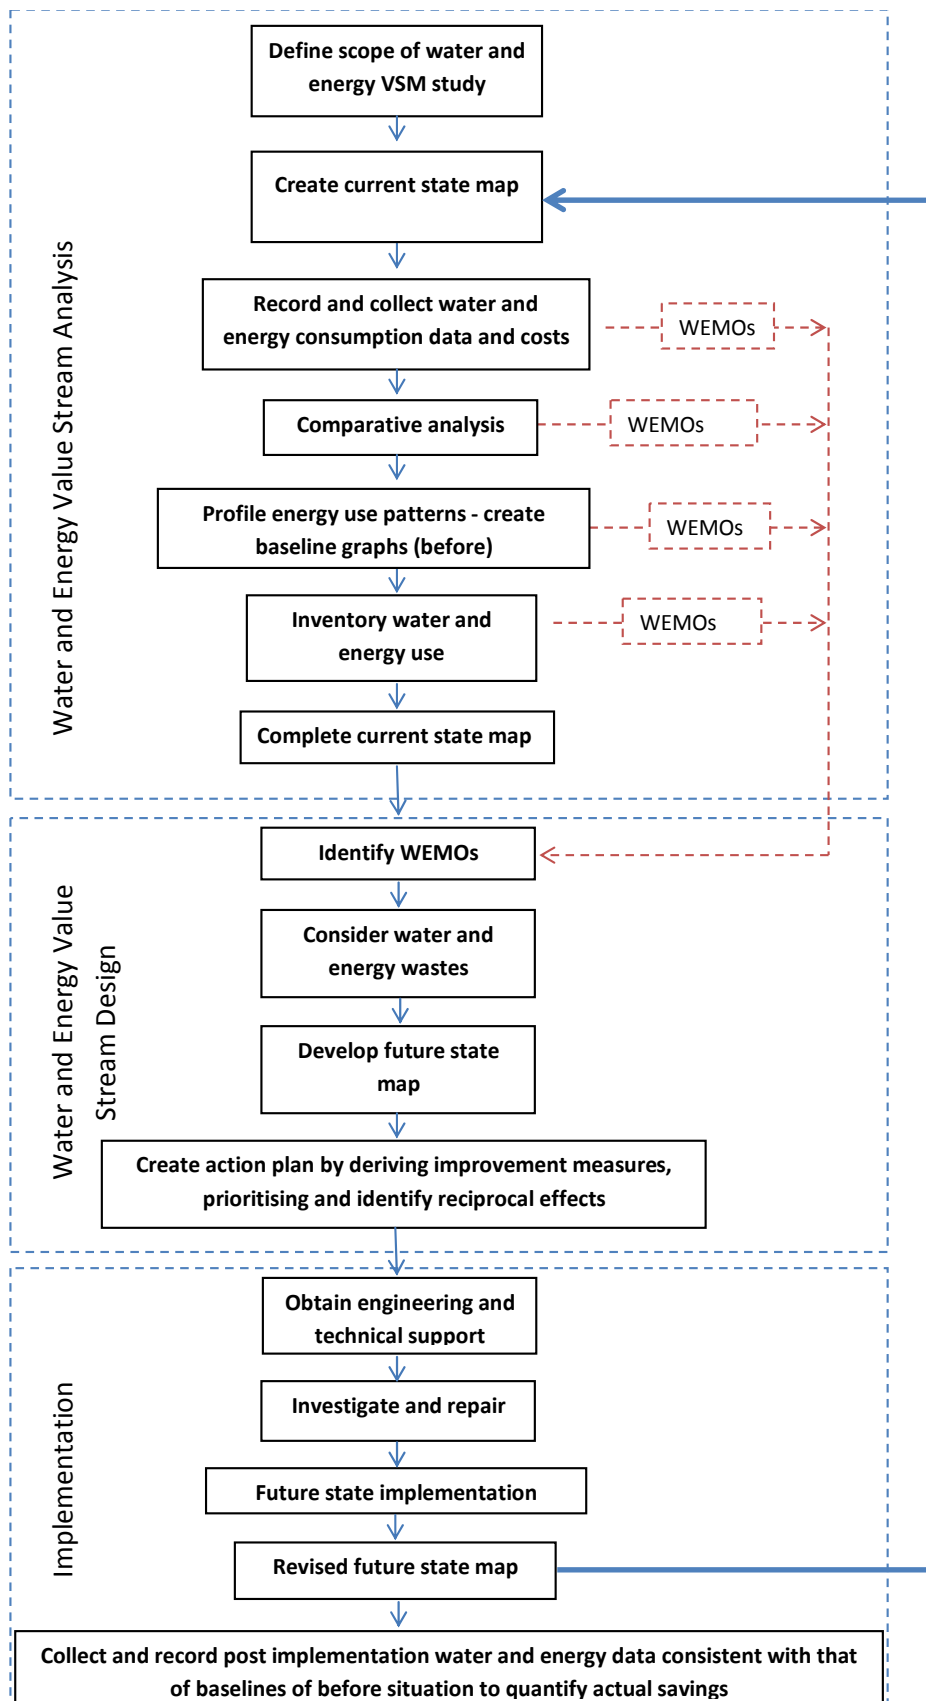 Define scope of water and
energy VSM study
Create current state map
Water and Energy Value Stream Analysis
Record and collect water and
energy consumption data and costs
WEMOs
Comparative analysis
WEMOs
Profile energy use patterns - create
baseline graphs (before)
WEMOs
Inventory water and
energy use
WEMOs
Complete current state map
Water and Energy Value
Stream Design
Identify WEMOs
Consider water and
energy wastes
Develop future state
map
Create action plan by deriving improvement measures,
prioritising and identify reciprocal effects
Implementation
Obtain engineering and
technical support
Investigate and repair
Future state implementation
Revised future state map
Collect and record post implementation water and energy data consistent with that
of baselines of before situation to quantify actual savings